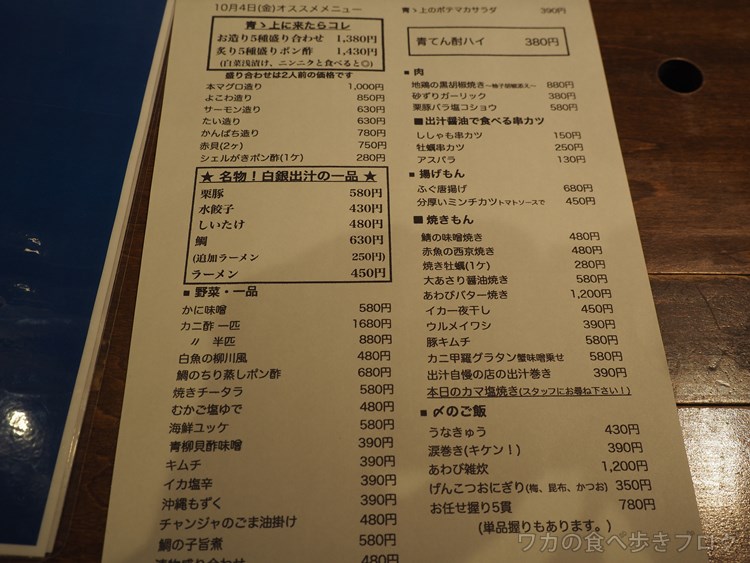 10月4日(金)オススメメニュー
青ゝ上に来たらコレ
お造り5種盛り合わせ 1,380円
炙り5種盛りポン酢 1,430円
(白菜浅漬け、ニンニクと食べると◎)
盛り合わせは2人前の価格です
本マグロ造り 1,000円
よこわ造り 850円
サーモン造り 630円
たい造り 630円
かんぱち造り 780円
赤貝(2ヶ) 750円
シェルがきポン酢(1ケ) 280円
★ 名物！白銀出汁の一品 ★
栗豚 580円
水餃子 430円
しいたけ 480円
鯛 630円
(追加ラーメン 250円)
ラーメン 450円
■ 野菜・一品
かに味噌 580円
カニ酢 一匹 1680円
〃 半匹 880円
白魚の柳川風 480円
鯛のちり蒸しポン酢 680円
焼きチータラ 580円
むかご塩ゆで 480円
海鮮ユッケ 580円
青柳貝酢味噌 390円
キムチ 390円
イカ塩辛 390円
沖縄もずく 390円
チャンジャのごま油掛け 480円
鯛の子旨煮 580円
漬物盛り合わせ 480円
青ゝ上のポテマカサラダ 390円
青てん酎ハイ 380円
■ 肉
地鶏の黒胡椒焼き ～柚子胡椒添え～ 880円
砂ずりガーリック 380円
栗豚バラ塩コショウ 580円
■出汁醤油で食べる串カツ
ししゃも串カツ 150円
牡蠣串カツ 250円
アスパラ 130円
■ 揚げもん
ふぐ唐揚げ 680円
分厚いミンチカツトマトソースで 450円
■ 焼きもん
鯖の味噌焼き 480円
赤魚の西京焼き 480円
焼き牡蠣(1ケ) 280円
大あさり醤油焼き 580円
あわびバター焼き 1,200円
イカ一夜干し 450円
ウルメイワシ 390円
豚キムチ 580円
カニ甲羅グラタン蟹味噌乗せ 580円
出汁自慢の店の出汁巻き 390円
本日のカマ塩焼き(スタッフにお尋ね下さい！)
■ 〆のご飯
うなきゅう 430円
涙巻き(キケン！) 390円
あわび雑炊 1,200円
げんこつおにぎり(梅、昆布、かつお) 350円
お任せ握り5貫 780円
(単品握りもあります。)
ワカの食べ歩きブログ